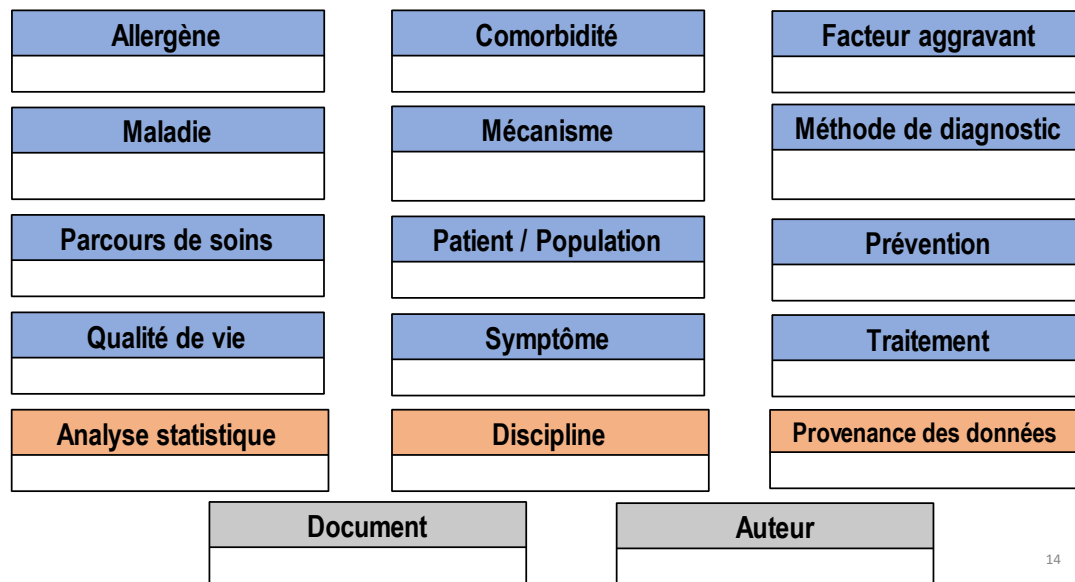 Allergène
Comorbidité
Facteur aggravant
Maladie
Mécanisme
Méthode de diagnostic
Parcours de soins
Patient / Population
Prévention
Qualité de vie
Symptôme
Traitement
Analyse statistique
Discipline
Provenance des données
Document
Auteur
14